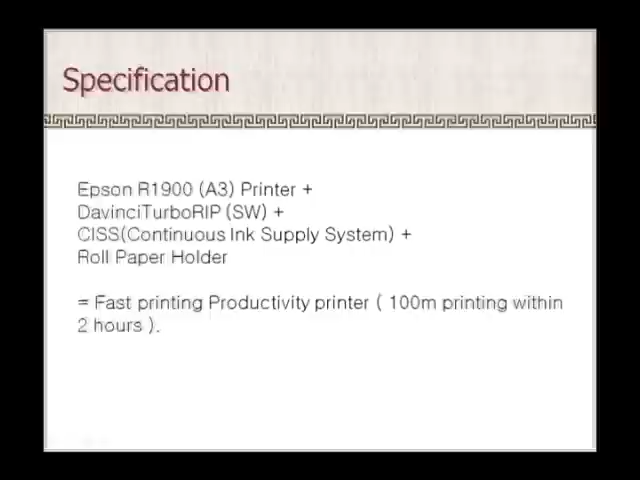 Specification
Epson R1900 (A3) Printer +
DavinciTurboRIP (SW) +
CISS(Continuous Ink Supply System) +
Roll Paper Holder
= Fast printing Productivity printer ( 100m printing within
2 hours ).